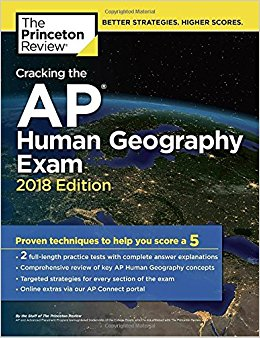 The
Princeton
Review®
BETTER STRATEGIES. HIGHER SCORES.
Cracking the
AP®
Human Geography
Exam
2018 Edition
Proven techniques to help you score a 5
• 2 full-length practice tests with complete answer explanations
• Comprehensive review of key AP Human Geography concepts
• Targeted strategies for every section of the exam
• Online extras via our AP Connect portal
By the Staff of The Princeton Review